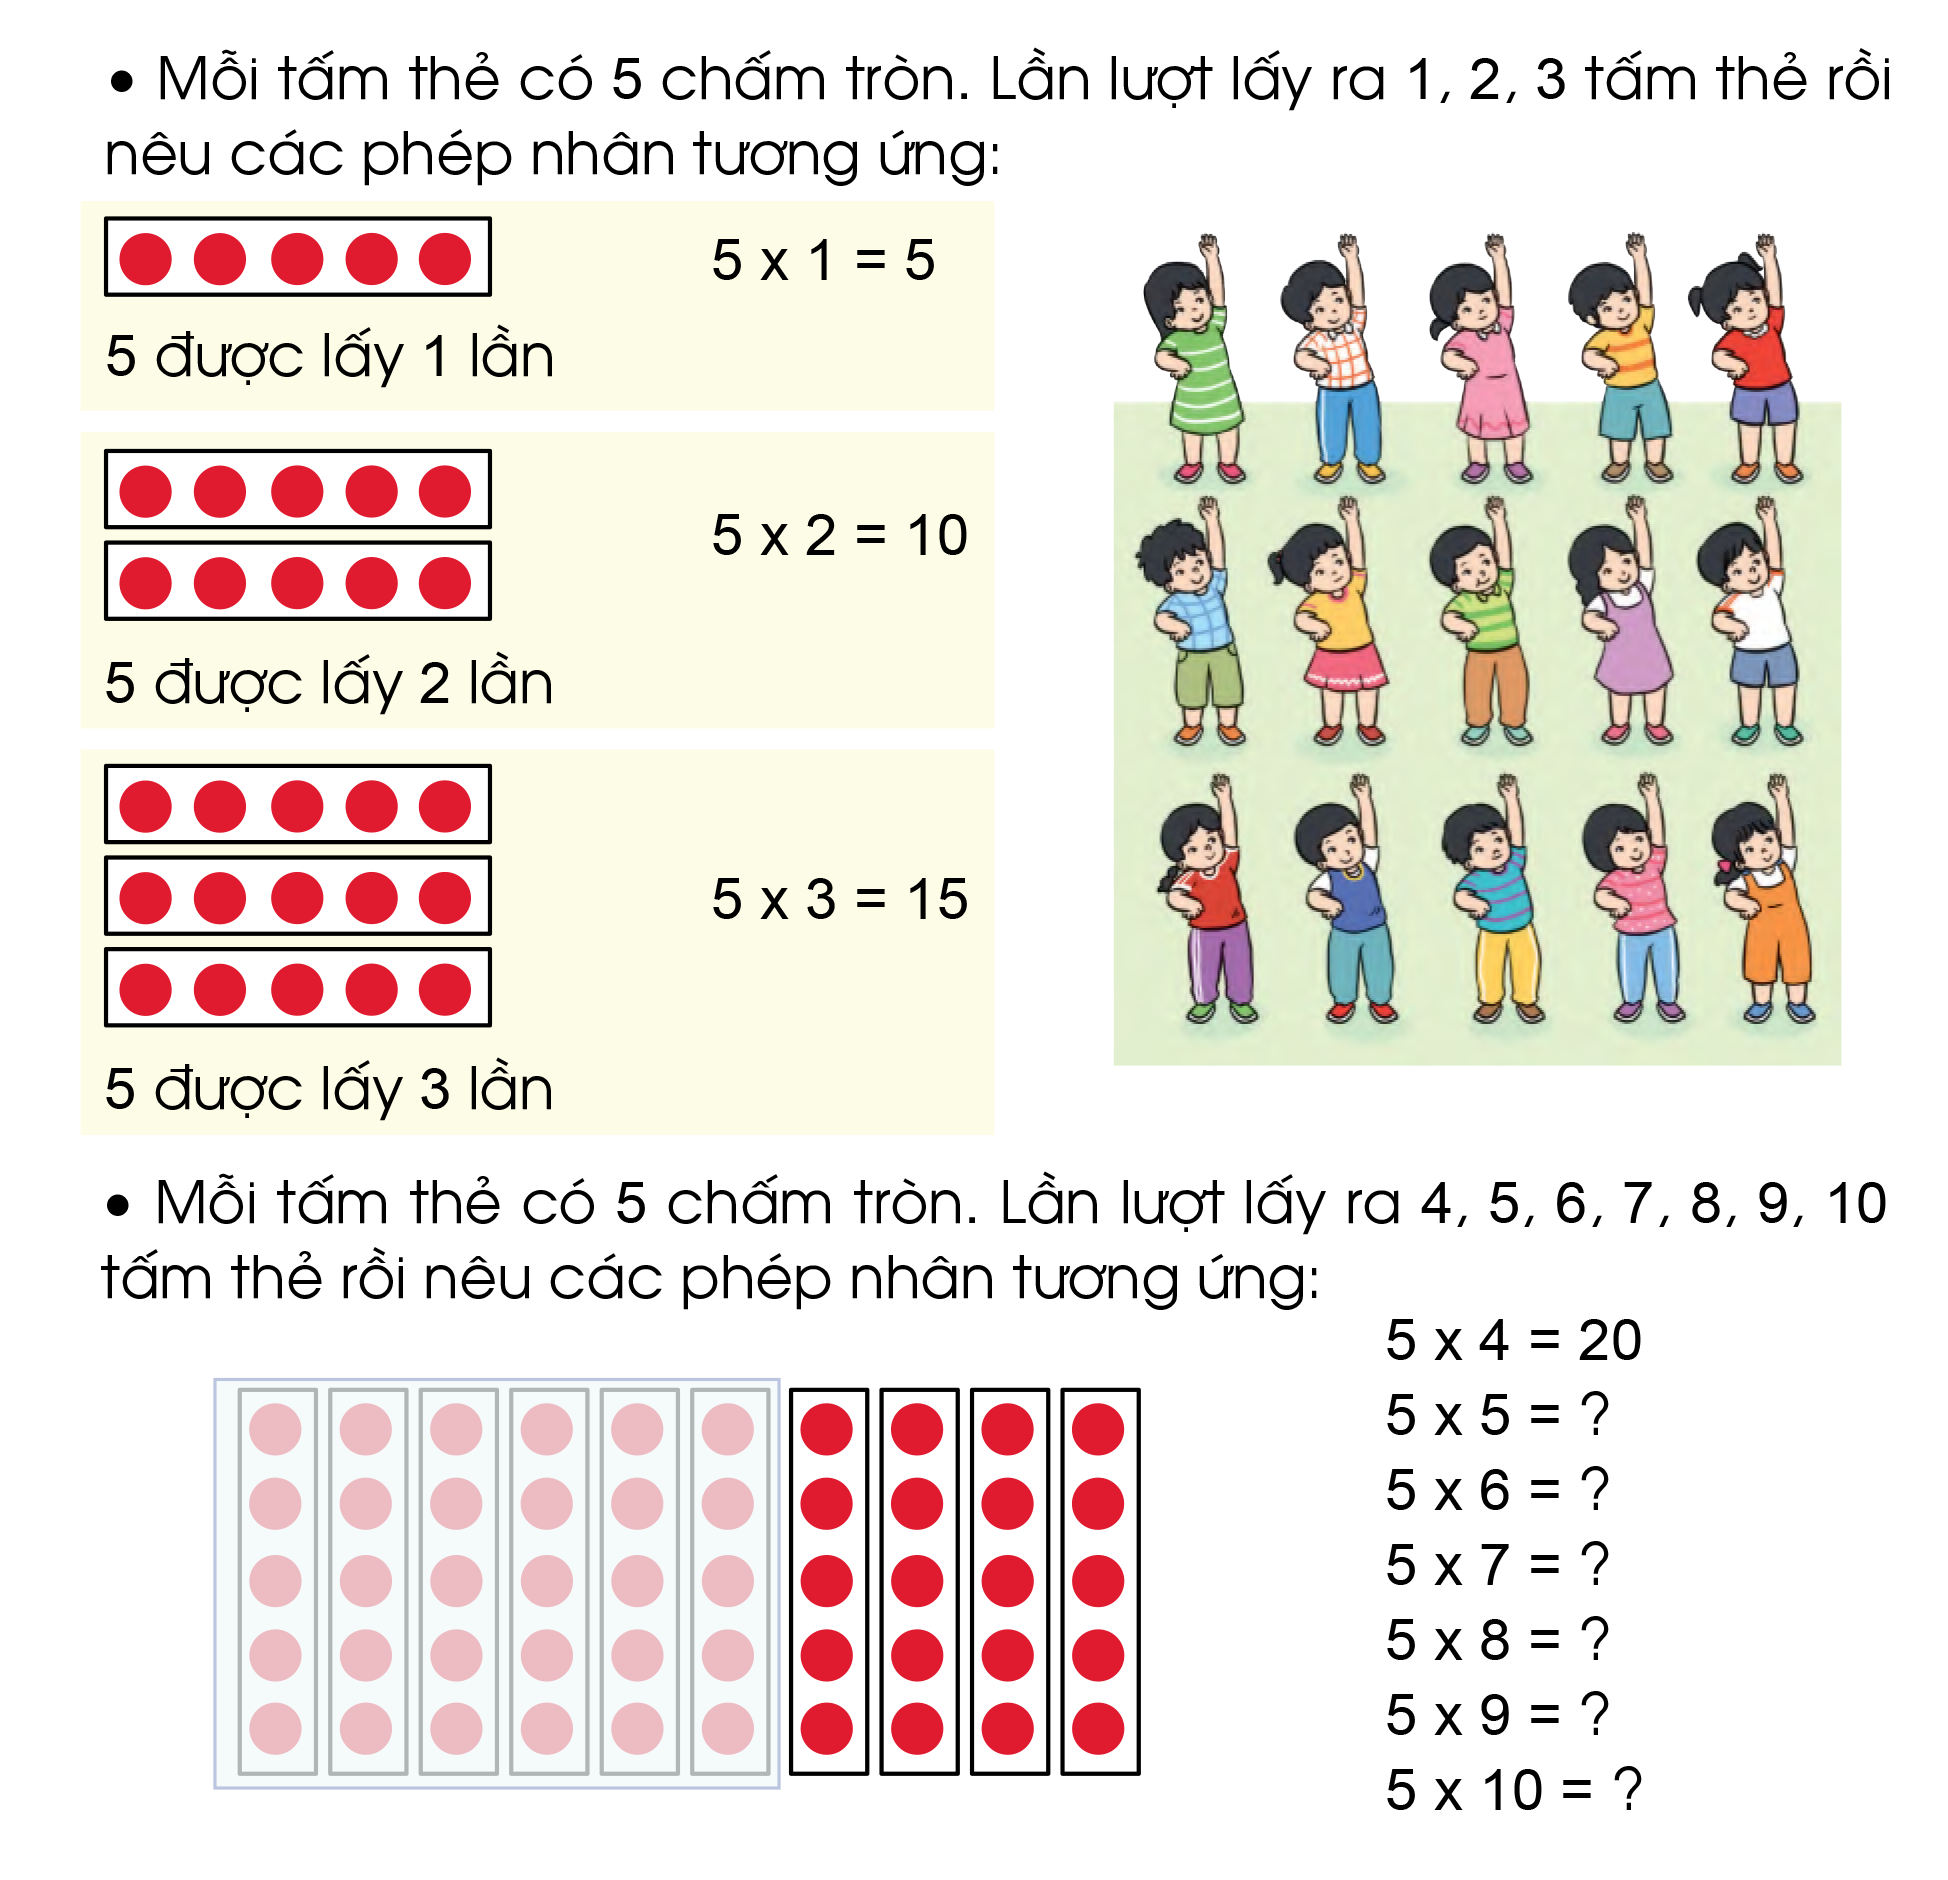 • Mỗi tấm thẻ có 5 chấm tròn. Lần lượt lấy ra 1, 2, 3 tấm thẻ rồi
nêu các phép nhân tương ứng:
5 x 1 = 5
5 được lấy 1 lần
5 x 2 = 10
5 được lấy 2 lần
5 x 3 = 15
5 được lấy 3 lần
• Mỗi tấm thẻ có 5 chấm tròn. Lần lượt lấy ra 4, 5, 6, 7, 8, 9, 10
tấm thẻ rồi nêu các phép nhân tương ứng:
5 x 4 = 20
5 x 5 = ?
5 x 6 = ?
5 x 7 = ?
5 x 8 = ?
5 x 9 = ?
5 x 10 = ?